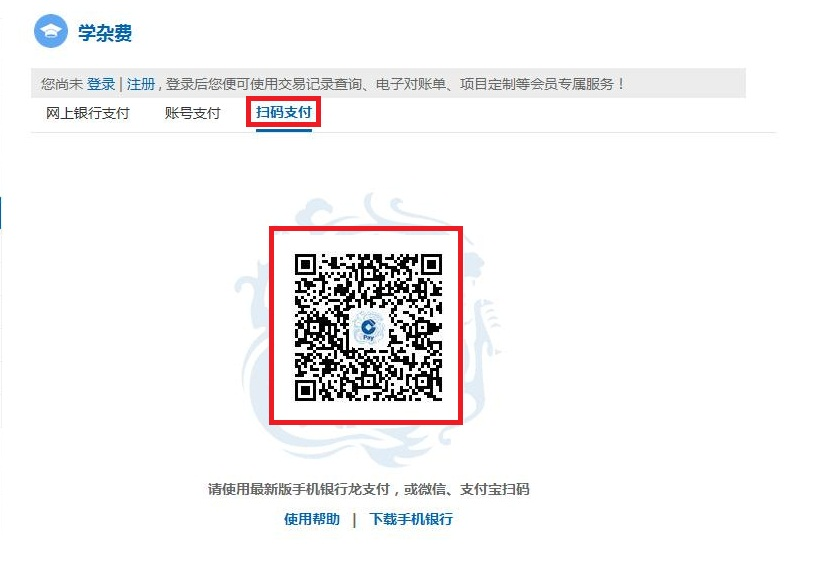 学杂费
您尚未 登录 | 注册 , 登录后您便可使用交易记录查询、电子对账单、项目定制等会员专属服务！
网上银行支付 账号支付 扫码支付
Pay
请使用最新版手机银行龙支付，或微信、支付宝扫码
使用帮助 | 下载手机银行